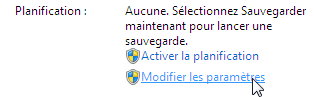 Planification : Aucune. Sélectionnez Sauvegarder
maintenant pour lancer une
sauvegarde.
Activer la planification
Modifier les paramètres